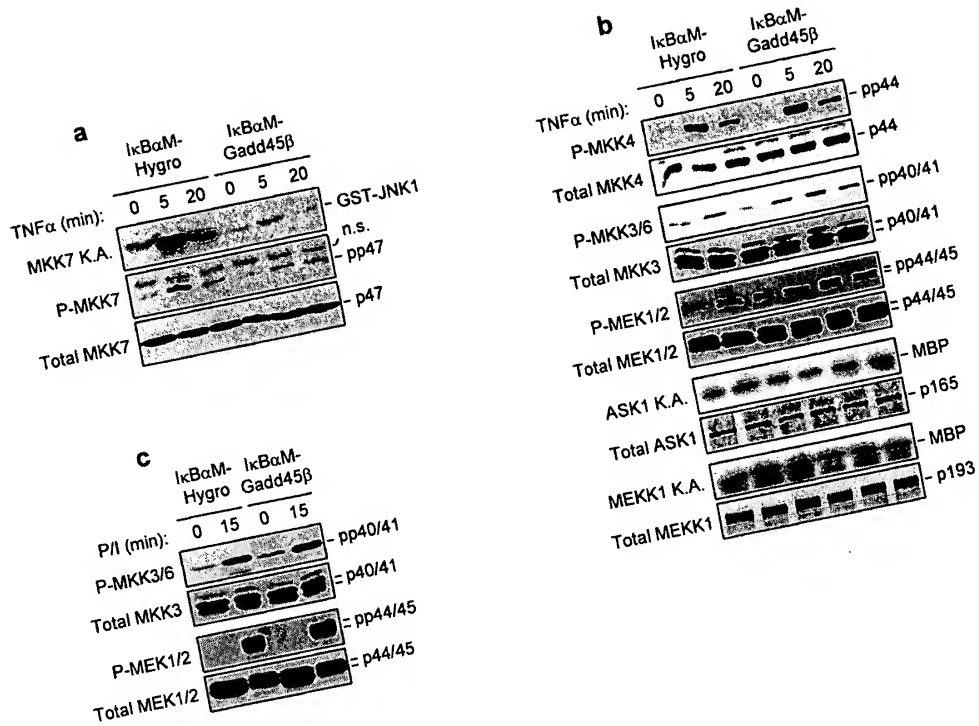 a
IκBαM-
Hygro
IκBαM-
Gadd45β
TNFα (min): 0 5 20 0 5 20
MKK7 K.A. GST-JNK1
n.s.
P-MKK7 pp47
Total MKK7 p47
b
IκBαM-
Hygro
IκBαM-
Gadd45β
TNFα (min): 0 5 20 0 5 20
P-MKK4 pp44
Total MKK4 p44
P-MKK3/6 pp40/41
Total MKK3 p40/41
P-MEK1/2 pp44/45
Total MEK1/2 p44/45
ASK1 K.A. MBP
Total ASK1 p165
MEKK1 K.A. MBP
Total MEKK1 p193
c
IκBαM-
Hygro
IκBαM-
Gadd45β
P/I (min): 0 15 0 15
P-MKK3/6 pp40/41
Total MKK3 p40/41
P-MEK1/2 pp44/45
Total MEK1/2 p44/45